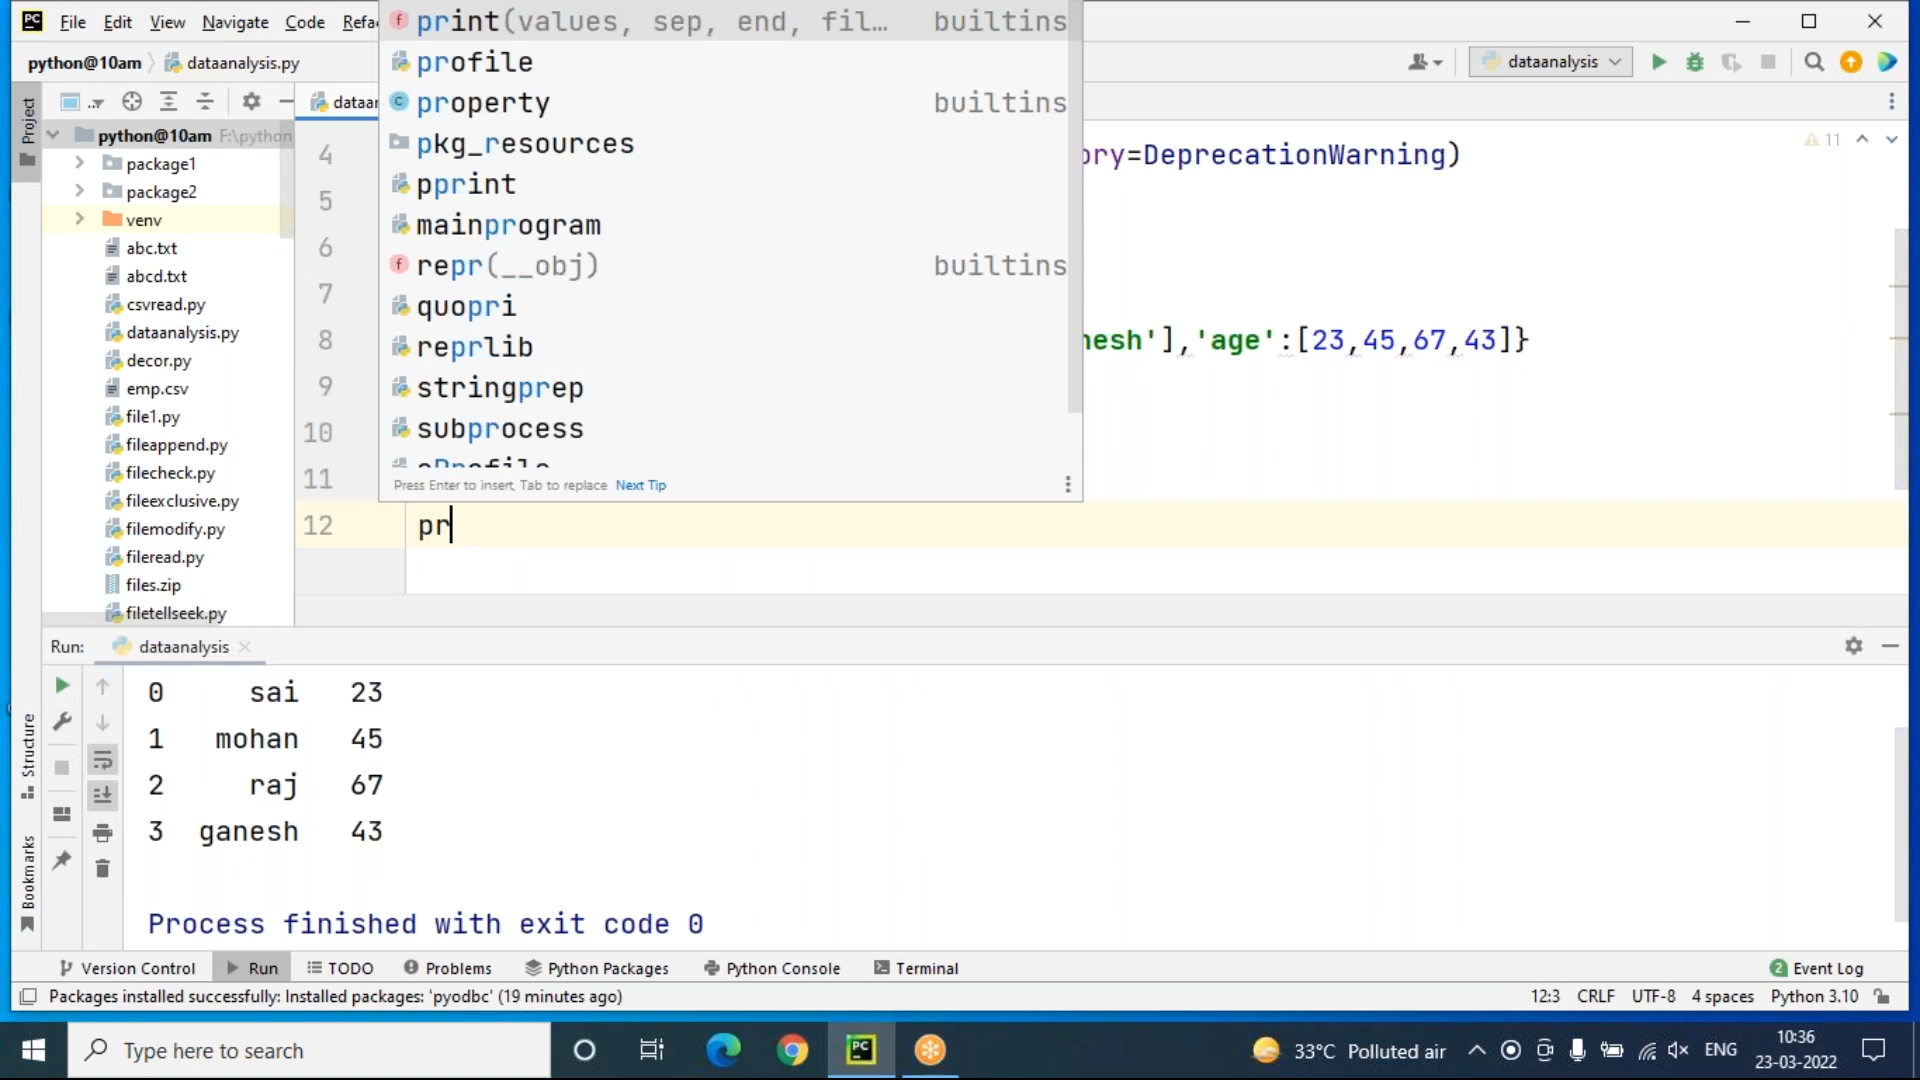 PC File Edit View Navigate Code Refa
python@10am dataanalysis.py
dataanalysis
Project
python@10am F:\python
package1
package2
venv
abc.txt
abcd.txt
csvread.py
dataanalysis.py
decor.py
emp.csv
file1.py
fileappend.py
filecheck.py
fileexclusive.py
filemodify.py
fileread.py
files.zip
filetellseek.py
print(values, sep, end, fil… builtins
profile
property builtins
pkg_resources
pprint
mainprogram
repr(__obj) builtins
quopri
reprlib
stringprep
subprocess
cProfile
Press Enter to insert, Tab to replace Next Tip
11
4 ory=DeprecationWarning)
5
6
7
8 nesh'],'age':[23,45,67,43]}
9
10
11
12 pr
Run: dataanalysis
0 sai 23
1 mohan 45
2 raj 67
3 ganesh 43
Process finished with exit code 0
Structure
Bookmarks
Version Control Run TODO Problems Python Packages Python Console Terminal 2 Event Log
Packages installed successfully: Installed packages: 'pyodbc' (19 minutes ago) 12:3 CRLF UTF-8 4 spaces Python 3.10
Type here to search PC 33°C Polluted air ENG 10:36
23-03-2022